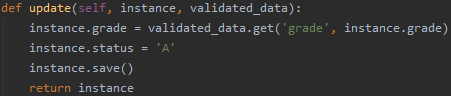 def update(self, instance, validated_data):
    instance.grade = validated_data.get('grade', instance.grade)
    instance.status = 'A'
    instance.save()
    return instance